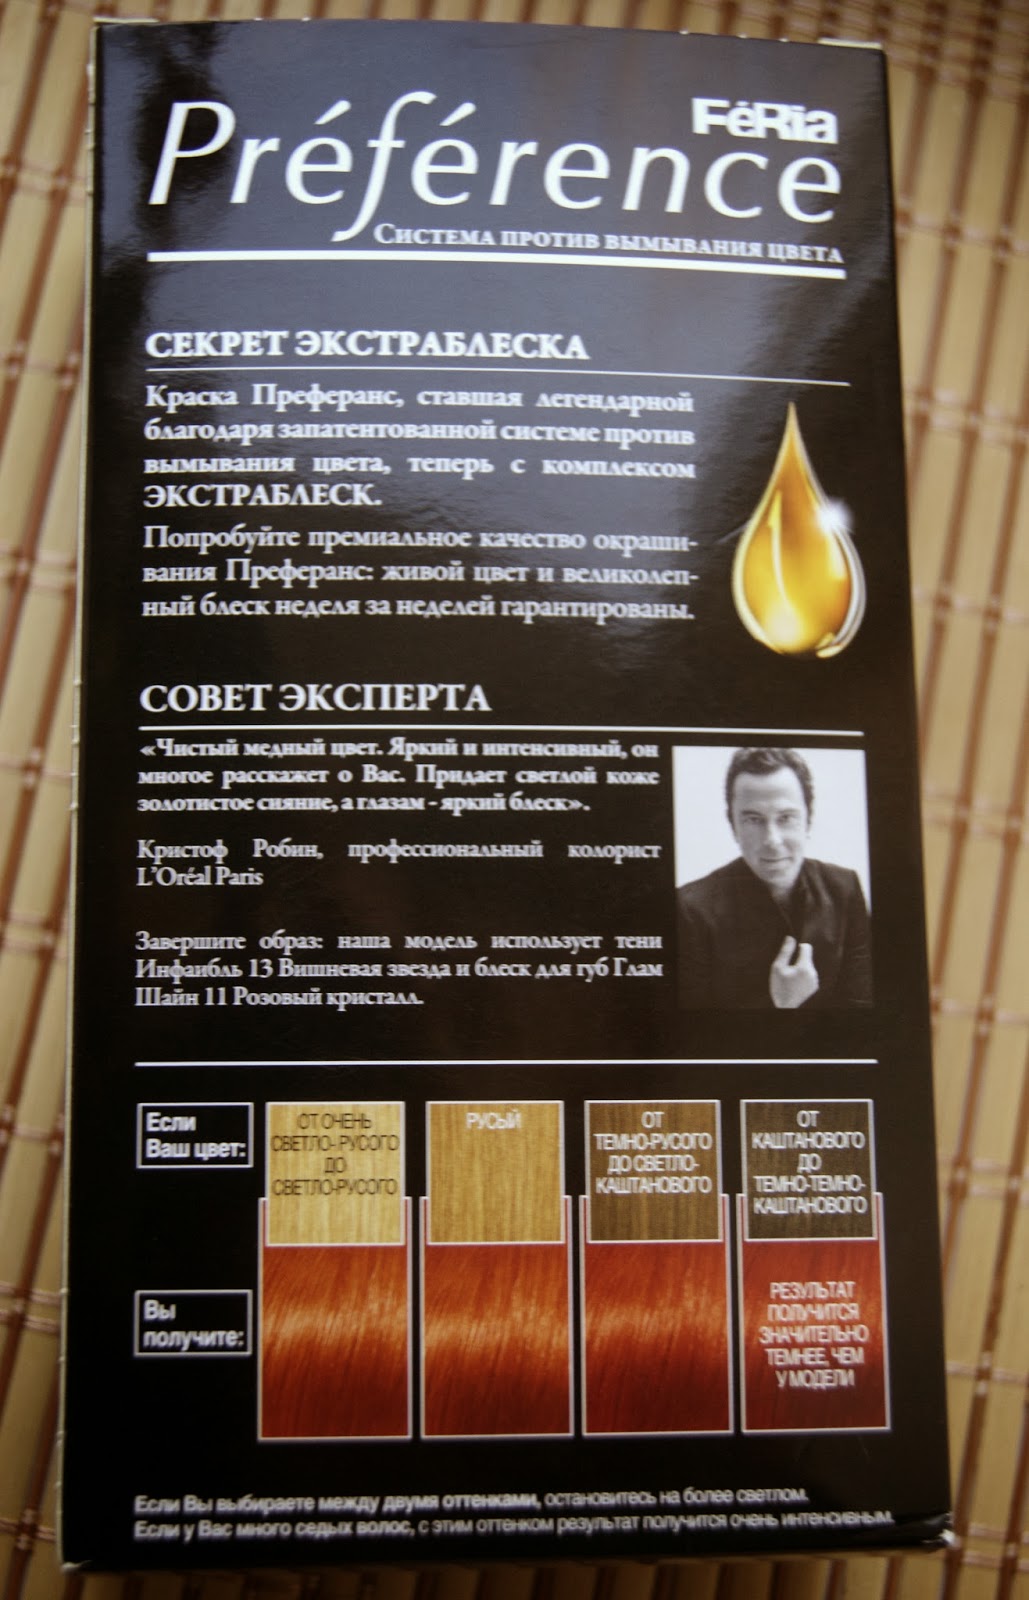 FéRia
Préférence
Система против вымывания цвета
СЕКРЕТ ЭКСТРАБЛЕСКА
Краска Преферанс, ставшая легендарной
благодаря запатентованной системе против
вымывания цвета, теперь с комплексом
ЭКСТРАБЛЕСК.
Попробуйте премиальное качество окраши-
вания Преферанс: живой цвет и великолеп-
ный блеск неделя за неделей гарантированы.
СОВЕТ ЭКСПЕРТА
«Чистый медный цвет. Яркий и интенсивный, он
многое расскажет о Вас. Придает светлой коже
золотистое сияние, а глазам - яркий блеск».
Кристоф Робин, профессиональный колорист
L'Oréal Paris
Завершите образ: наша модель использует тени
Инфаибль 13 Вишневая звезда и блеск для губ Глам
Шайн 11 Розовый кристалл.
Если
Ваш цвет:
ОТ ОЧЕНЬ
СВЕТЛО- РУСОГО
ДО
СВЕТЛО-РУСОГО
РУСЫЙ
ОТ
ТЕМНО-РУСОГО
ДО СВЕТЛО-
КАШТАНОВОГО
ОТ
КАШТАНОВОГО
ДО
ТЕМНО-ТЕМНО-
КАШТАНОВОГО
Вы
получите:
РЕЗУЛЬТАТ
ПОЛУЧИТСЯ
ЗНАЧИТЕЛЬНО
ТЕМНЕЕ, ЧЕМ
У МОДЕЛИ
Если Вы выбираете между двумя оттенками, остановитесь на более светлом.
Если у Вас много седых волос, с этим оттенком результат получится очень интенсивным.